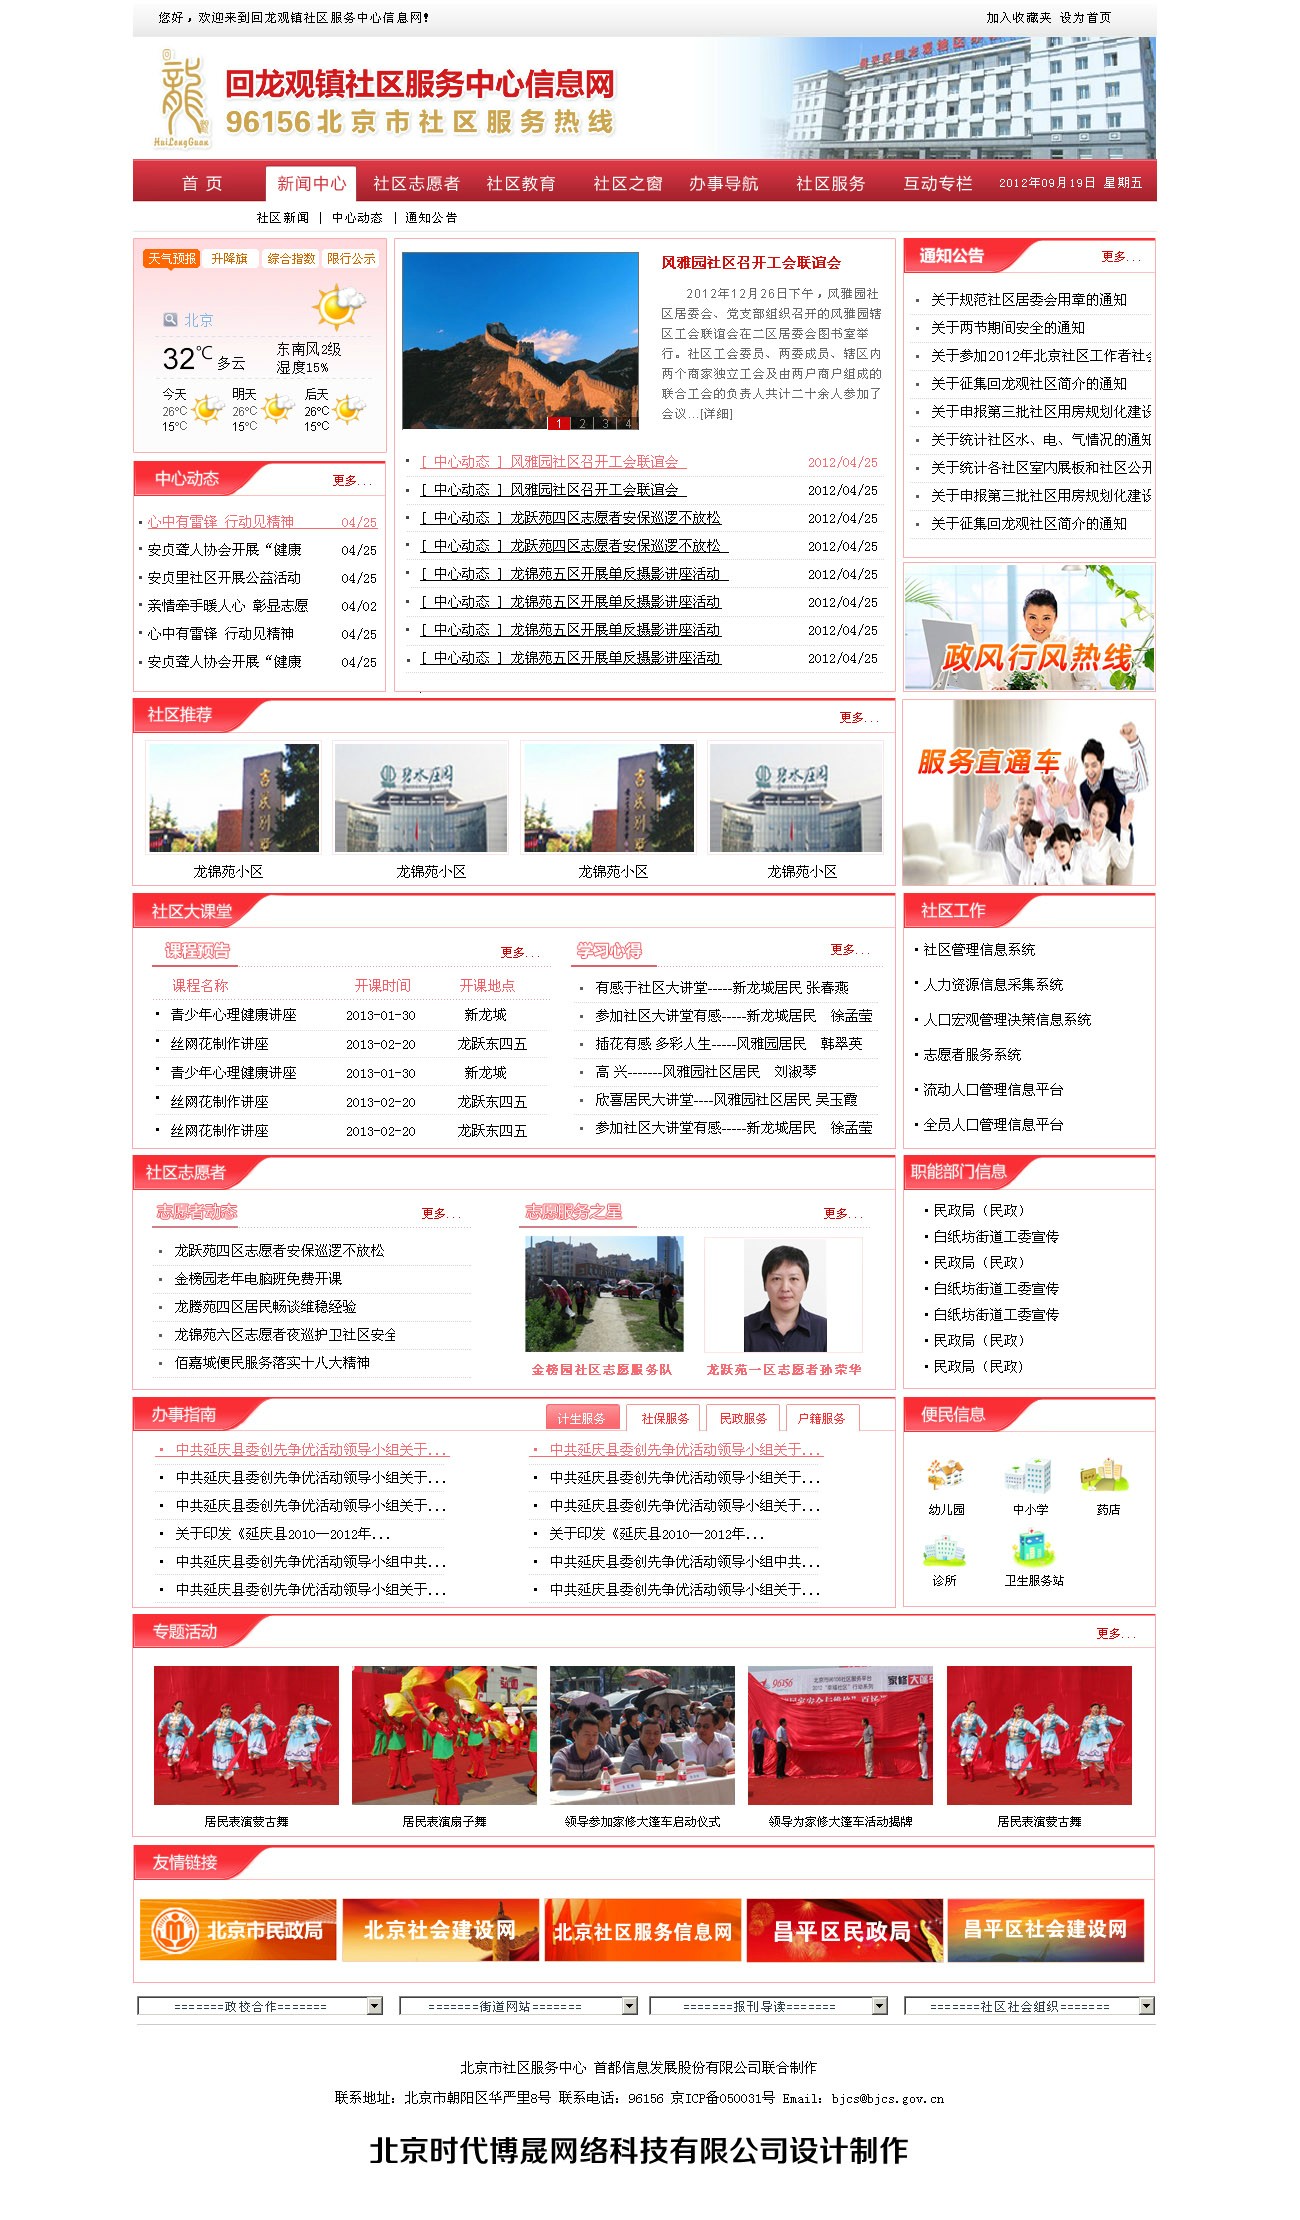 您好，欢迎来到回龙观镇社区服务中心信息网！
加入收藏夹 设为首页
HuiLongGuan
回龙观镇社区服务中心信息网
96156北京市社区服务热线
首 页 新闻中心 社区志愿者 社区教育 社区之窗 办事导航 社区服务 互动专栏 2012年09月19日 星期五
社区新闻 | 中心动态 | 通知公告
天气预报 升降旗 综合指数 限行公示
北京
32℃ 多云
东南风2级
湿度15%
今天 明天 后天
26°C 26°C 26°C
15°C 15°C 15°C
中心动态 更多...
心中有雷锋 行动见精神 04/25
安贞聋人协会开展“健康 04/25
安贞里社区开展公益活动 04/25
亲情牵手暖人心 彰显志愿 04/02
心中有雷锋 行动见精神 04/25
安贞聋人协会开展“健康 04/25
1 2 3 4
风雅园社区召开工会联谊会
2012年12月26日下午，风雅园社
区居委会、党支部组织召开的风雅园辖
区工会联谊会在二区居委会图书室举
行。社区工会委员、两委成员、辖区内
两个商家独立工会及由两户商户组成的
联合工会的负责人共计二十余人参加了
会议...[详细]
[ 中心动态 ] 风雅园社区召开工会联谊会 2012/04/25
[ 中心动态 ] 风雅园社区召开工会联谊会 2012/04/25
[ 中心动态 ] 龙跃苑四区志愿者安保巡逻不放松 2012/04/25
[ 中心动态 ] 龙跃苑四区志愿者安保巡逻不放松 2012/04/25
[ 中心动态 ] 龙锦苑五区开展单反摄影讲座活动 2012/04/25
[ 中心动态 ] 龙锦苑五区开展单反摄影讲座活动 2012/04/25
[ 中心动态 ] 龙锦苑五区开展单反摄影讲座活动 2012/04/25
[ 中心动态 ] 龙锦苑五区开展单反摄影讲座活动 2012/04/25
通知公告 更多...
关于规范社区居委会用章的通知
关于两节期间安全的通知
关于参加2012年北京社区工作者社会
关于征集回龙观社区简介的通知
关于申报第三批社区用房规划化建设
关于统计社区水、电、气情况的通知
关于统计各社区室内展板和社区公开
关于申报第三批社区用房规划化建设
关于征集回龙观社区简介的通知
政风行风热线
社区推荐 更多...
碧水庄园 碧水庄园
龙锦苑小区 龙锦苑小区 龙锦苑小区 龙锦苑小区
服务直通车
社区大课堂
课程预告 更多...
课程名称 开课时间 开课地点
青少年心理健康讲座 2013-01-30 新龙城
丝网花制作讲座 2013-02-20 龙跃东四五
青少年心理健康讲座 2013-01-30 新龙城
丝网花制作讲座 2013-02-20 龙跃东四五
丝网花制作讲座 2013-02-20 龙跃东四五
学习心得 更多...
有感于社区大讲堂-----新龙城居民 张春燕
参加社区大讲堂有感-----新龙城居民 徐孟莹
插花有感 多彩人生-----风雅园居民 韩翠英
高 兴-------风雅园社区居民 刘淑琴
欣喜居民大讲堂----风雅园社区居民 吴玉霞
参加社区大讲堂有感-----新龙城居民 徐孟莹
社区工作
社区管理信息系统
人力资源信息采集系统
人口宏观管理决策信息系统
志愿者服务系统
流动人口管理信息平台
全员人口管理信息平台
社区志愿者
志愿者动态 更多...
龙跃苑四区志愿者安保巡逻不放松
金榜园老年电脑班免费开课
龙腾苑四区居民畅谈维稳经验
龙锦苑六区志愿者夜巡护卫社区安全
佰嘉城便民服务落实十八大精神
志愿服务之星 更多...
金榜园社区志愿服务队 龙跃苑一区志愿者孙荣华
职能部门信息
民政局（民政）
白纸坊街道工委宣传
民政局（民政）
白纸坊街道工委宣传
白纸坊街道工委宣传
民政局（民政）
民政局（民政）
办事指南 计生服务 社保服务 民政服务 户籍服务
中共延庆县委创先争优活动领导小组关于...
中共延庆县委创先争优活动领导小组关于...
中共延庆县委创先争优活动领导小组关于...
关于印发《延庆县2010—2012年...
中共延庆县委创先争优活动领导小组中共...
中共延庆县委创先争优活动领导小组关于...
中共延庆县委创先争优活动领导小组关于...
中共延庆县委创先争优活动领导小组关于...
中共延庆县委创先争优活动领导小组关于...
关于印发《延庆县2010—2012年...
中共延庆县委创先争优活动领导小组中共...
中共延庆县委创先争优活动领导小组关于...
便民信息
幼儿园 中小学 药店
诊所 卫生服务站
专题活动 更多...
96156
居民表演蒙古舞 居民表演扇子舞 领导参加家修大篷车启动仪式 领导为家修大篷车活动揭牌 居民表演蒙古舞
友情链接
北京市民政局 北京社会建设网 北京社区服务信息网 昌平区民政局 昌平区社会建设网
=======政校合作======= =======街道网站======= =======报刊导读======= =======社区社会组织=======
北京市社区服务中心 首都信息发展股份有限公司联合制作
联系地址：北京市朝阳区华严里8号 联系电话：96156 京ICP备050031号 Email：bjcs@bjcs.gov.cn
北京时代博晟网络科技有限公司设计制作